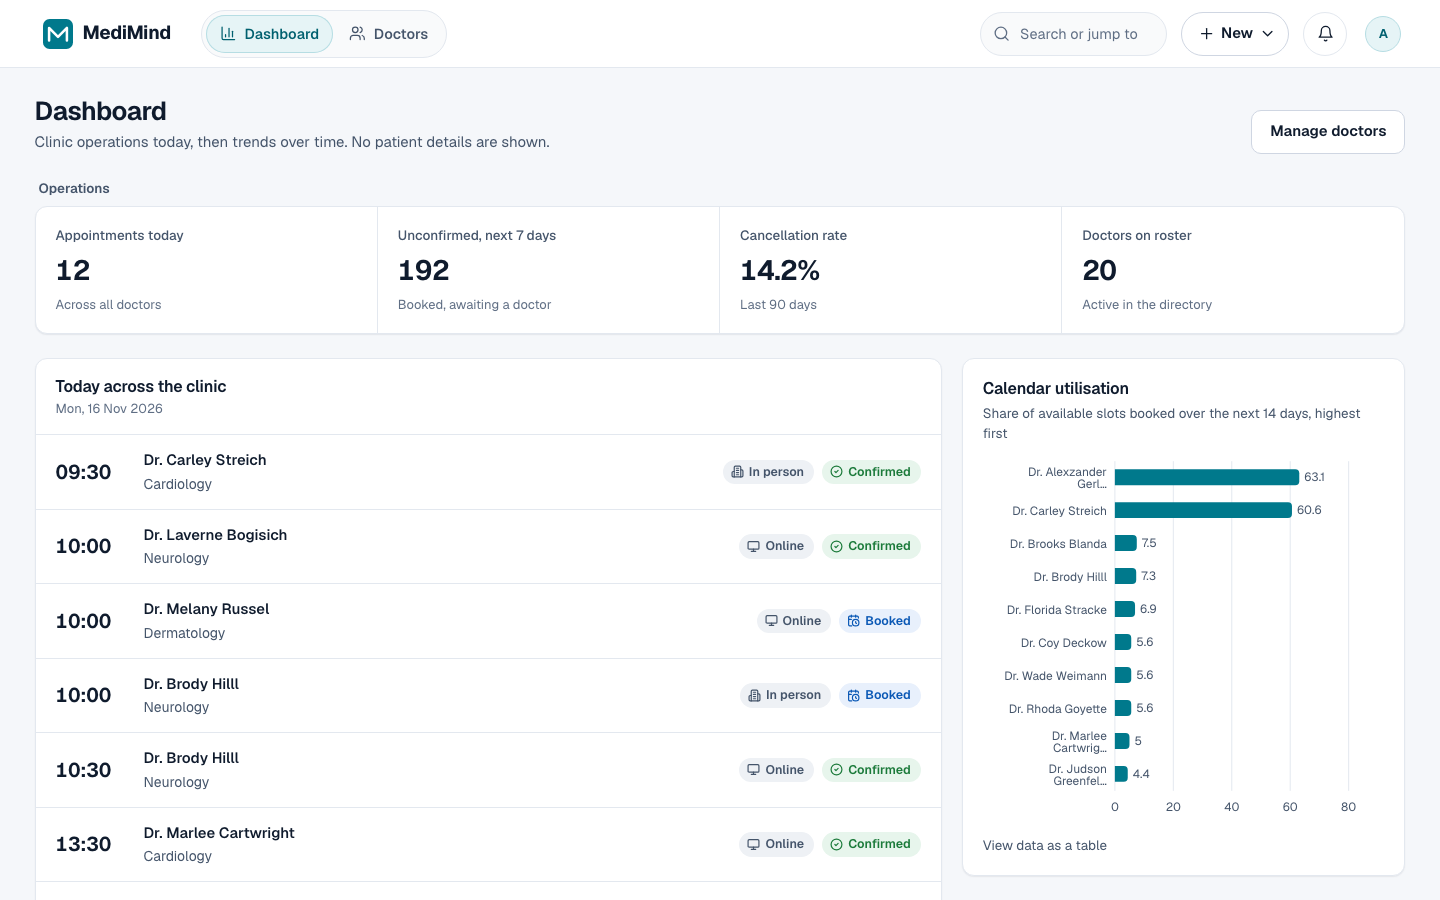 MediMind
Dashboard
Doctors
Search or jump to
New
A
Dashboard
Clinic operations today, then trends over time. No patient details are shown.
Manage doctors
Operations
Appointments today
12
Across all doctors
Unconfirmed, next 7 days
192
Booked, awaiting a doctor
Cancellation rate
14.2%
Last 90 days
Doctors on roster
20
Active in the directory
Today across the clinic
Mon, 16 Nov 2026
09:30
Dr. Carley Streich
Cardiology
In person
Confirmed
10:00
Dr. Laverne Bogisich
Neurology
Online
Confirmed
10:00
Dr. Melany Russel
Dermatology
Online
Booked
10:00
Dr. Brody Hilll
Neurology
In person
Booked
10:30
Dr. Brody Hilll
Neurology
Online
Confirmed
13:30
Dr. Marlee Cartwright
Cardiology
Online
Confirmed
Calendar utilisation
Share of available slots booked over the next 14 days, highest
first
Dr. Alexzander
Gerl...
63.1
Dr. Carley Streich
60.6
Dr. Brooks Blanda
7.5
Dr. Brody Hilll
7.3
Dr. Florida Stracke
6.9
Dr. Coy Deckow
5.6
Dr. Wade Weimann
5.6
Dr. Rhoda Goyette
5.6
Dr. Marlee
Cartwrig...
5
Dr. Judson
Greenfel...
4.4
0 20 40 60 80
View data as a table